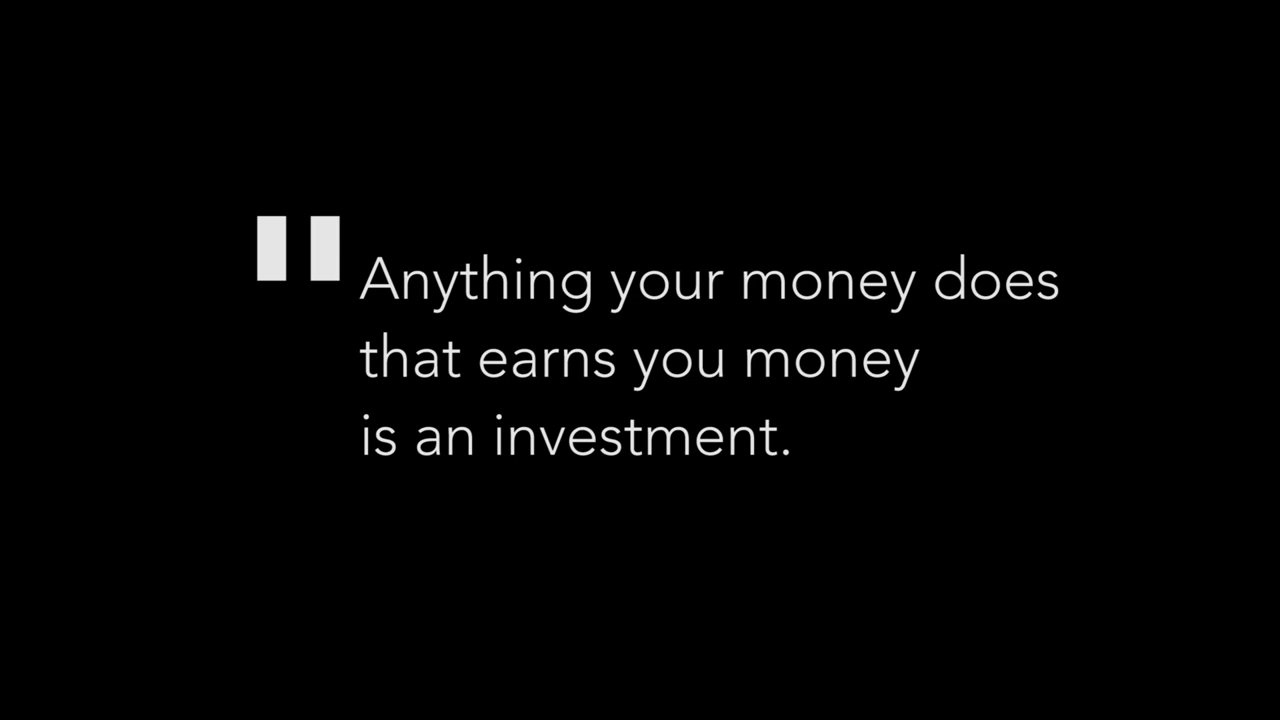 "Anything your money does
that earns you money
is an investment.